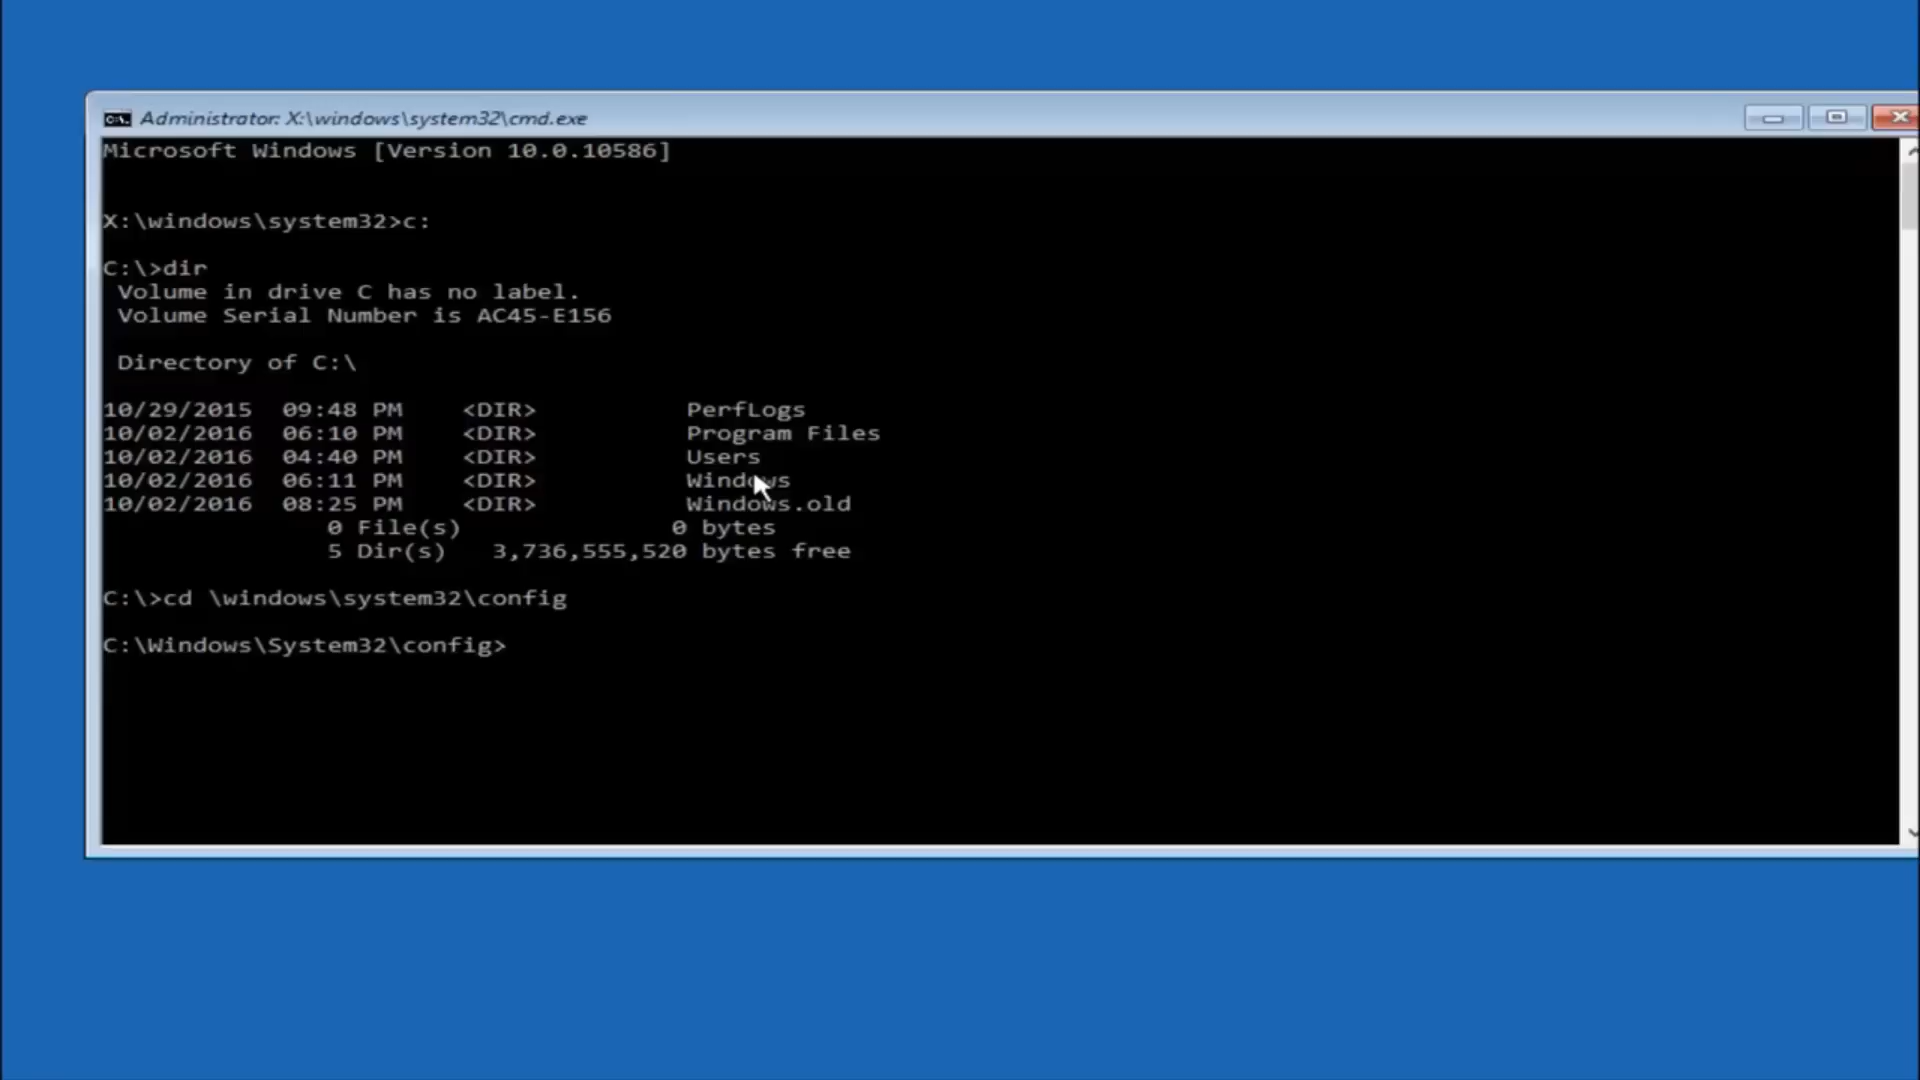 Administrator: X:\windows\system32\cmd.exe
Microsoft Windows [Version 10.0.10586]
X:\windows\system32>c:
C:\>dir
Volume in drive C has no label.
Volume Serial Number is AC45-E156
Directory of C:\
10/29/2015 09:48 PM <DIR> PerfLogs
10/02/2016 06:10 PM <DIR> Program Files
10/02/2016 04:40 PM <DIR> Users
10/02/2016 06:11 PM <DIR> Windows
10/02/2016 08:25 PM <DIR> Windows.old
0 File(s) 0 bytes
5 Dir(s) 3,736,555,520 bytes free
C:\>cd \windows\system32\config
C:\Windows\System32\config>